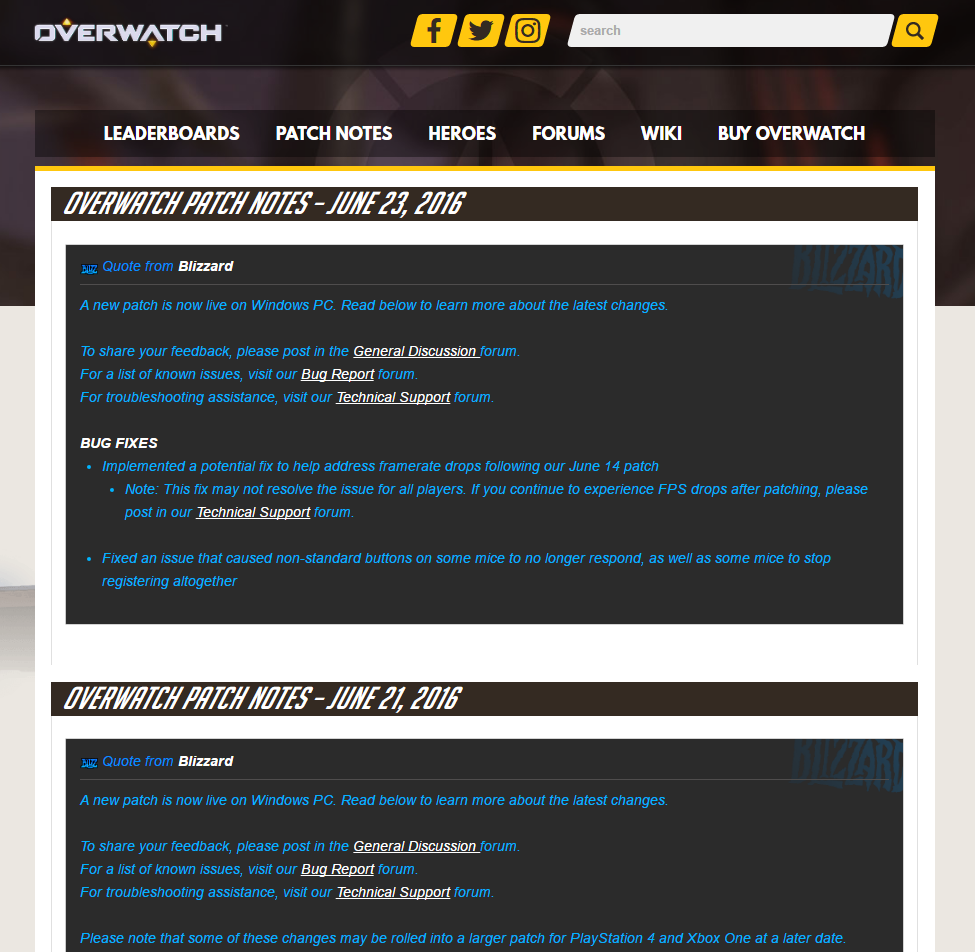 OVERWATCH
search
LEADERBOARDS PATCH NOTES HEROES FORUMS WIKI BUY OVERWATCH
OVERWATCH PATCH NOTES – JUNE 23, 2016
BLIZZARD
BLIZZ Quote from Blizzard
A new patch is now live on Windows PC. Read below to learn more about the latest changes.
To share your feedback, please post in the General Discussion forum.
For a list of known issues, visit our Bug Report forum.
For troubleshooting assistance, visit our Technical Support forum.
BUG FIXES
• Implemented a potential fix to help address framerate drops following our June 14 patch
• Note: This fix may not resolve the issue for all players. If you continue to experience FPS drops after patching, please
post in our Technical Support forum.
• Fixed an issue that caused non-standard buttons on some mice to no longer respond, as well as some mice to stop
registering altogether
OVERWATCH PATCH NOTES – JUNE 21, 2016
BLIZZARD
BLIZZ Quote from Blizzard
A new patch is now live on Windows PC. Read below to learn more about the latest changes.
To share your feedback, please post in the General Discussion forum.
For a list of known issues, visit our Bug Report forum.
For troubleshooting assistance, visit our Technical Support forum.
Please note that some of these changes may be rolled into a larger patch for PlayStation 4 and Xbox One at a later date.